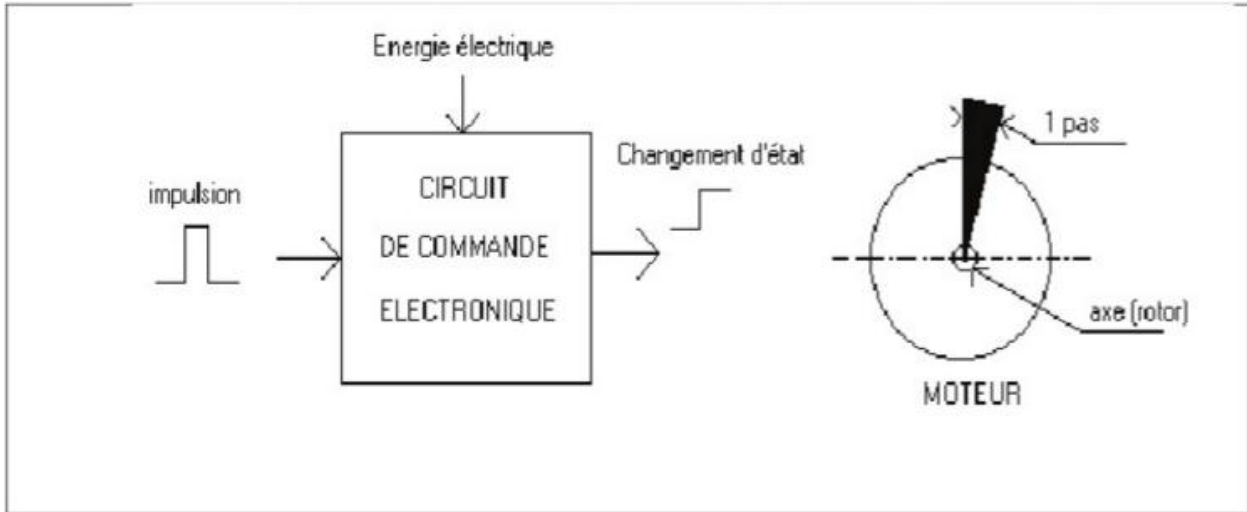 Energie électrique
impulsion
CIRCUIT
DE COMMANDE
ELECTRONIQUE
Changement d'état
1 pas
axe (rotor)
MOTEUR